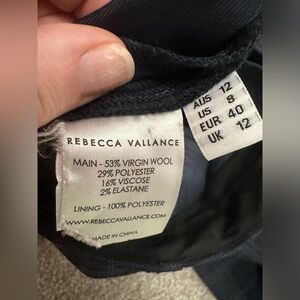 REBECCA VALLANCE
MAIN - 53% VIRGIN WOOL
29% POLYESTER
16% VISCOSE
2% ELASTANE
LINING - 100% POLYESTER
WWW.REBECCAVALLANCE.COM
MADE IN CHINA
AUS 12
US 8
EUR 40
UK 12